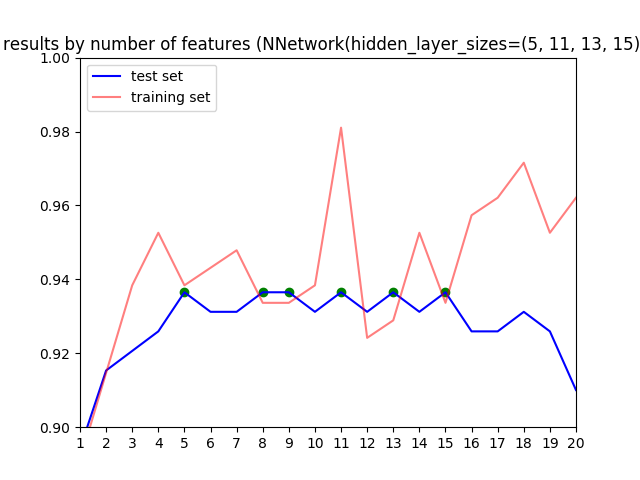 results by number of features (NNetwork(hidden_layer_sizes=(5, 11, 13, 15)
test set
training set
1.00
0.98
0.96
0.94
0.92
0.90
1 2 3 4 5 6 7 8 9 10 11 12 13 14 15 16 17 18 19 20